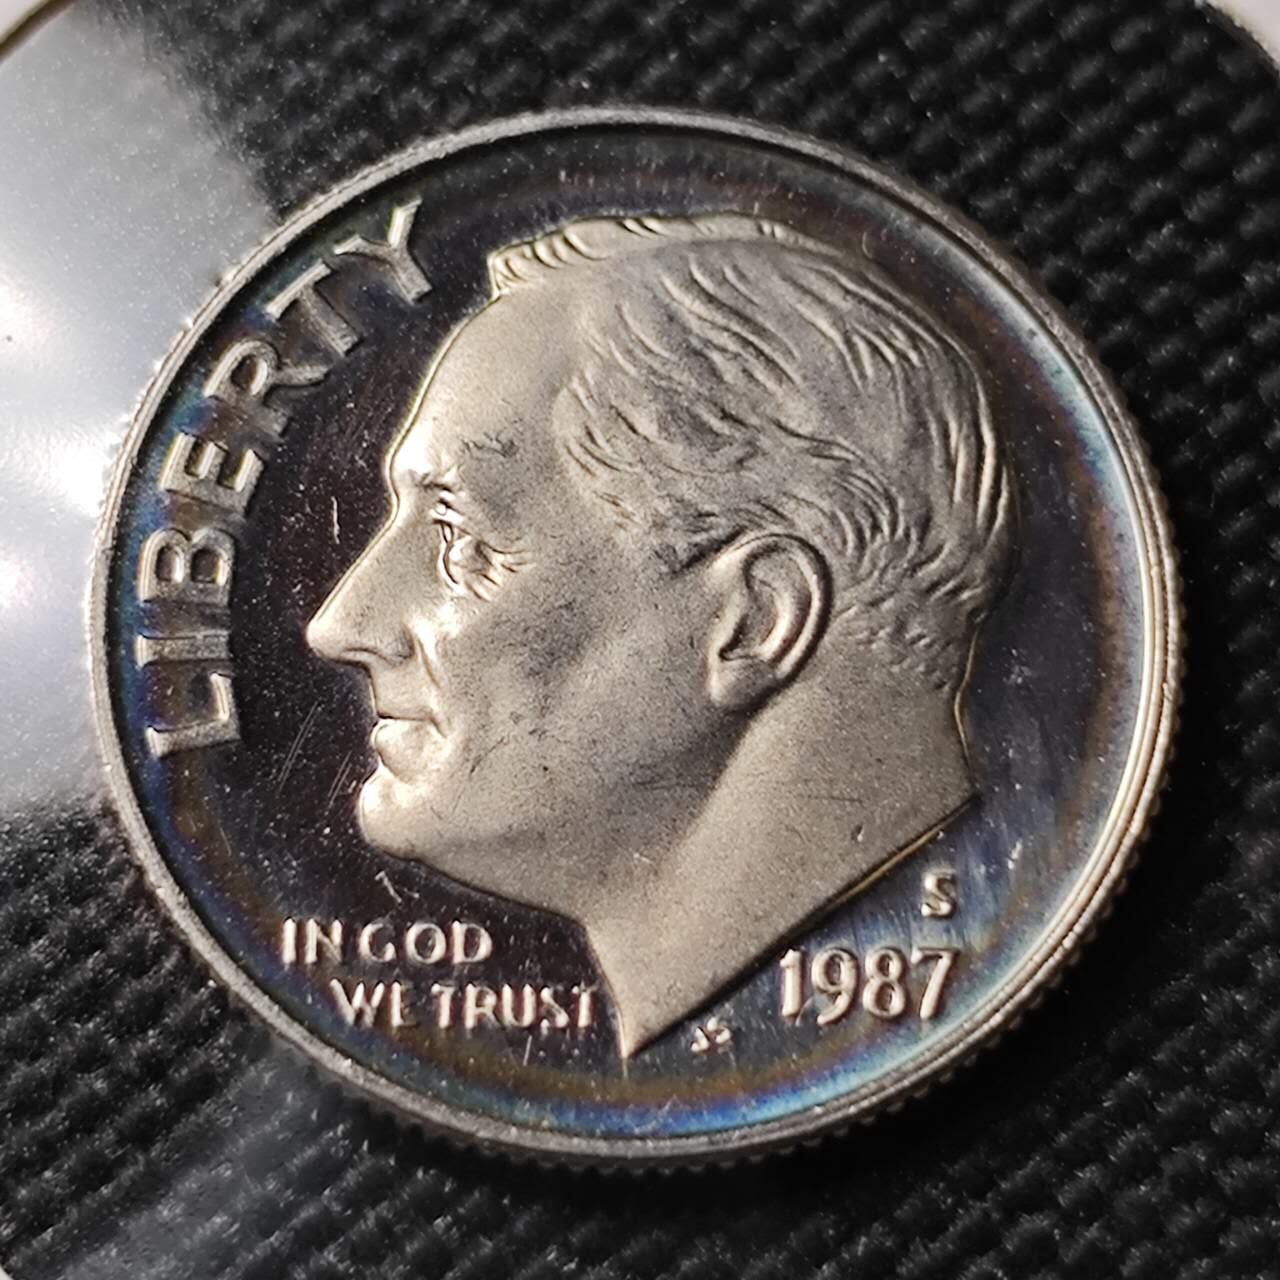 LIBERTY
IN GOD
WE TRUST
S
1987
JS